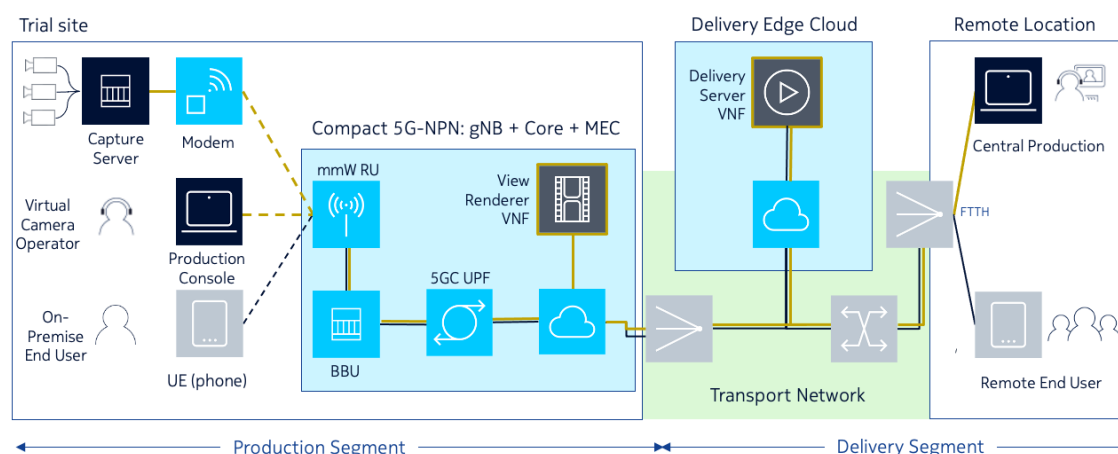 Trial site
Delivery Edge Cloud
Remote Location
Delivery
Server
VNF
Capture
Server
Modem
Compact 5G-NPN: gNB + Core + MEC
Central Production
mmW RU
View
Renderer
VNF
Virtual
Camera
Operator
FTTH
Production
Console
5GC UPF
On-
Premise
End User
BBU
UE (phone)
Remote End User
Transport Network
Production Segment
Delivery Segment